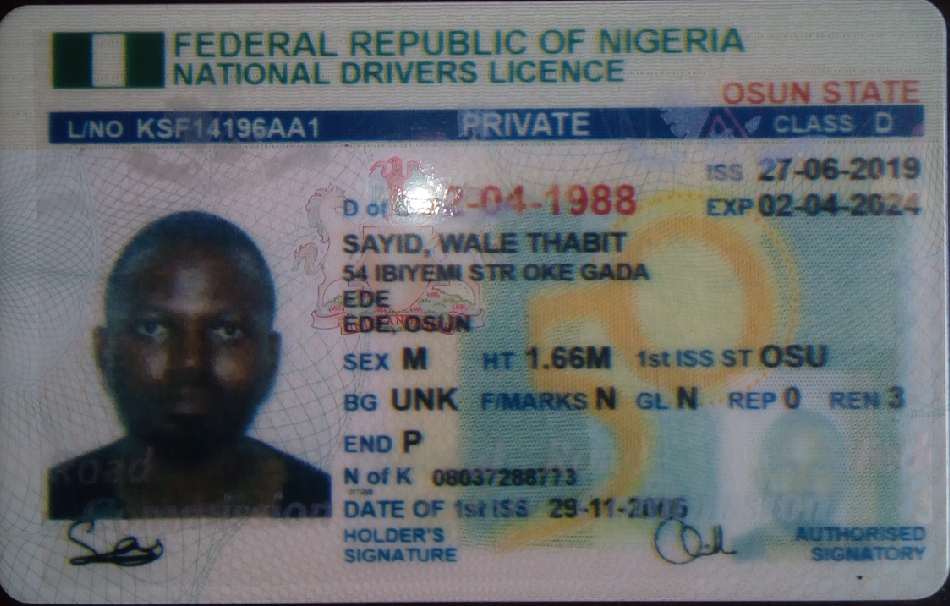 FEDERAL REPUBLIC OF NIGERIA
NATIONAL DRIVERS LICENCE
OSUN STATE
L/NO KSF14196AA1 PRIVATE CLASS D
ISS 27-06-2019
D of 2-04-1988 EXP 02-04-2024
SAYID, WALE THABIT
54 IBIYEMI STR OKE GADA
EDE
EDE, OSUN
SEX M HT 1.66M 1st ISS ST OSU
BG UNK F/MARKS N GL N REP 0 REN 3
END P
Road
N of K 08037288773
Commission
DATE OF 1st ISS 29-11-2006
HOLDER'S
SIGNATURE
AUTHORISED
SIGNATORY
50